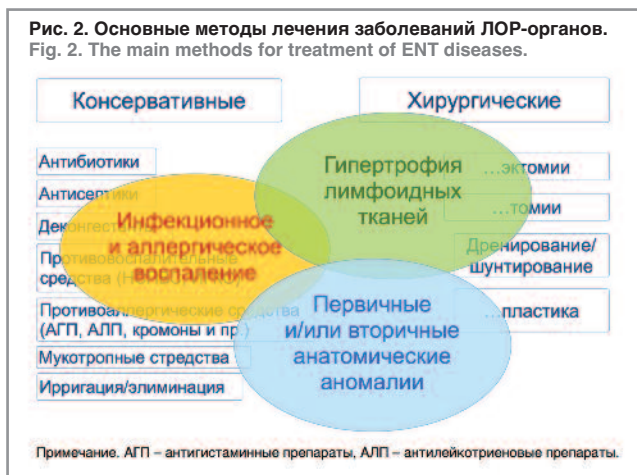 Рис. 2. Основные методы лечения заболеваний ЛОР-органов.
Fig. 2. The main methods for treatment of ENT diseases.
Консервативные
Хирургические
Антибиотики
Антисептики
Инфекционное
и аллергическое
воспаление
Противовоспалительные
средства
Противоаллергические средства
(АГП, АЛП, кромоны и пр.)
Мукотропные стредства
Ирригация/элиминация
Гипертрофия
лимфоидных
тканей
...эктомии
...томии
Дренирование/
шунтирование
...пластика
Первичные
и/или вторичные
анатомические
аномалии
Примечание. АГП – антигистаминные препараты, АЛП – антилейкотриеновые препараты.